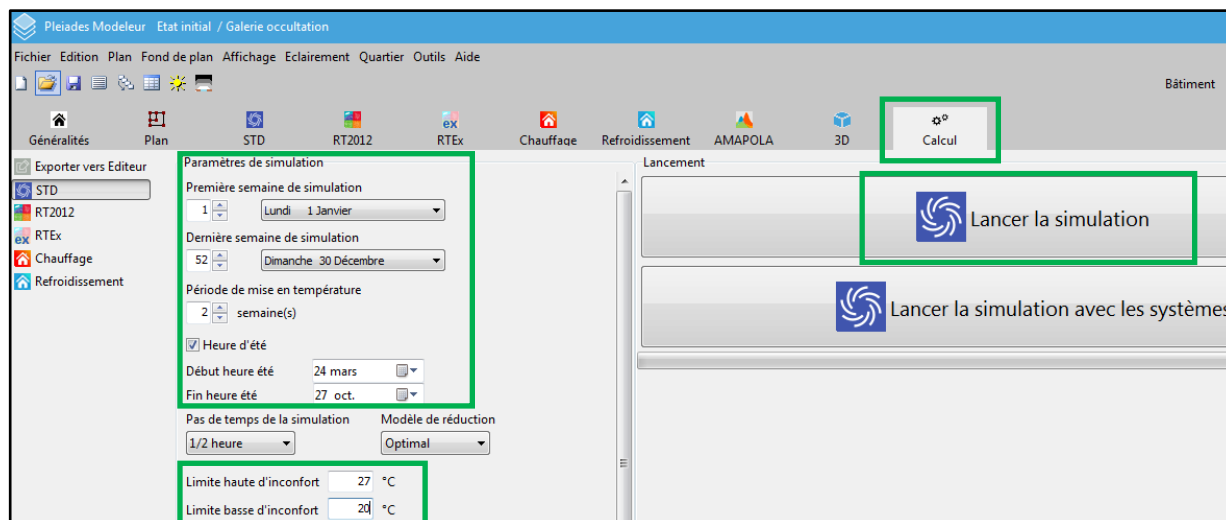 Pleiades Modeleur Etat initial / Galerie occultation
Fichier Edition Plan Fond de plan Affichage Eclairement Quartier Outils Aide
Bâtiment
Généralités Plan STD RT2012 RTEx Chauffage Refroidissement AMAPOLA 3D Calcul
Exporter vers Editeur
STD
RT2012
RTEx
Chauffage
Refroidissement
Paramètres de simulation
Première semaine de simulation
1 Lundi 1 Janvier
Dernière semaine de simulation
52 Dimanche 30 Décembre
Période de mise en température
2 semaine(s)
Heure d'été
Début heure été 24 mars
Fin heure été 27 oct.
Pas de temps de la simulation Modèle de réduction
1/2 heure Optimal
Limite haute d'inconfort 27 °C
Limite basse d'inconfort 20 °C
Lancement
Lancer la simulation
Lancer la simulation avec les systèmes